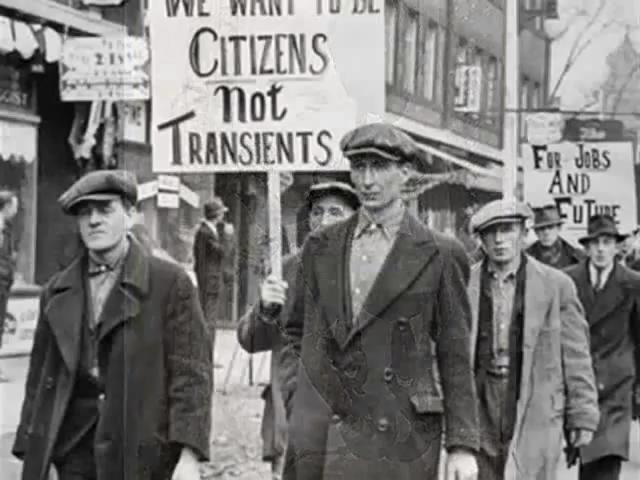 WE WANT TO BE
CITIZENS
Not
TRANSIENTS
FOR JOBS
AND
FUTURE